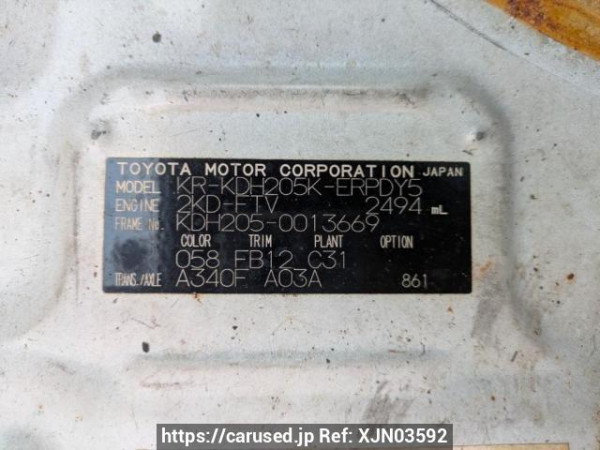 TOYOTA MOTOR CORPORATION JAPAN
MODEL KR-KDH205K-ERPDY5
ENGINE 2KD-FTV 2494 mL
FRAME No. KDH205-0013669
COLOR TRIM PLANT OPTION
058 FB12 C31
TRANS./AXLE A340F A03A 861
https://carused.jp Ref: XJN03592